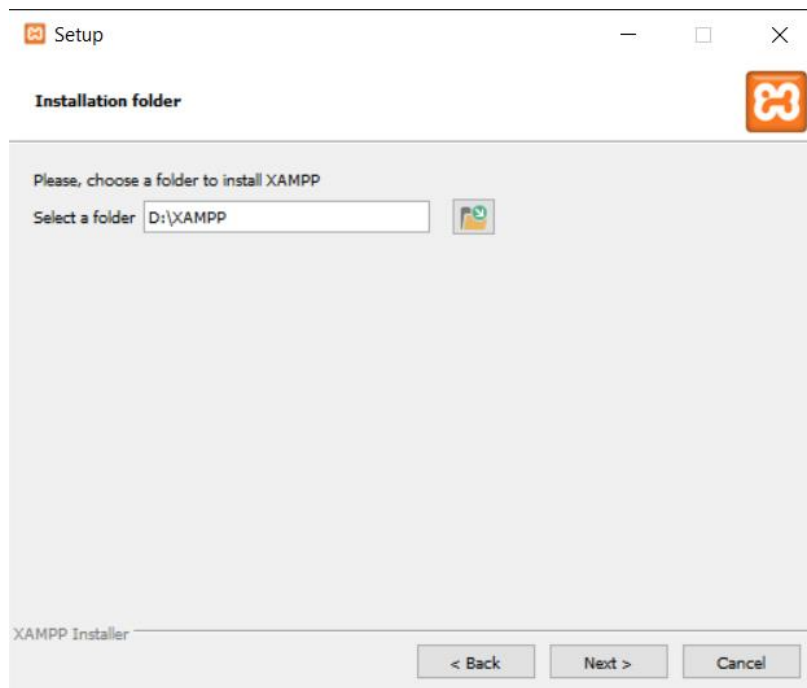 Setup
Installation folder
Please, choose a folder to install XAMPP
Select a folder D:\XAMPP
XAMPP Installer
< Back Next > Cancel